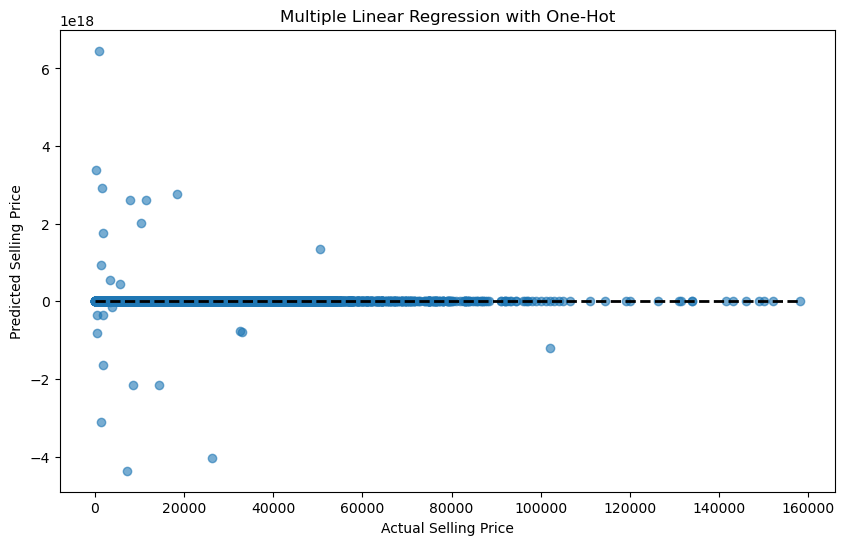 Multiple Linear Regression with One-Hot
1e18
6
4
2
0
−2
−4
Predicted Selling Price
0 20000 40000 60000 80000 100000 120000 140000 160000
Actual Selling Price